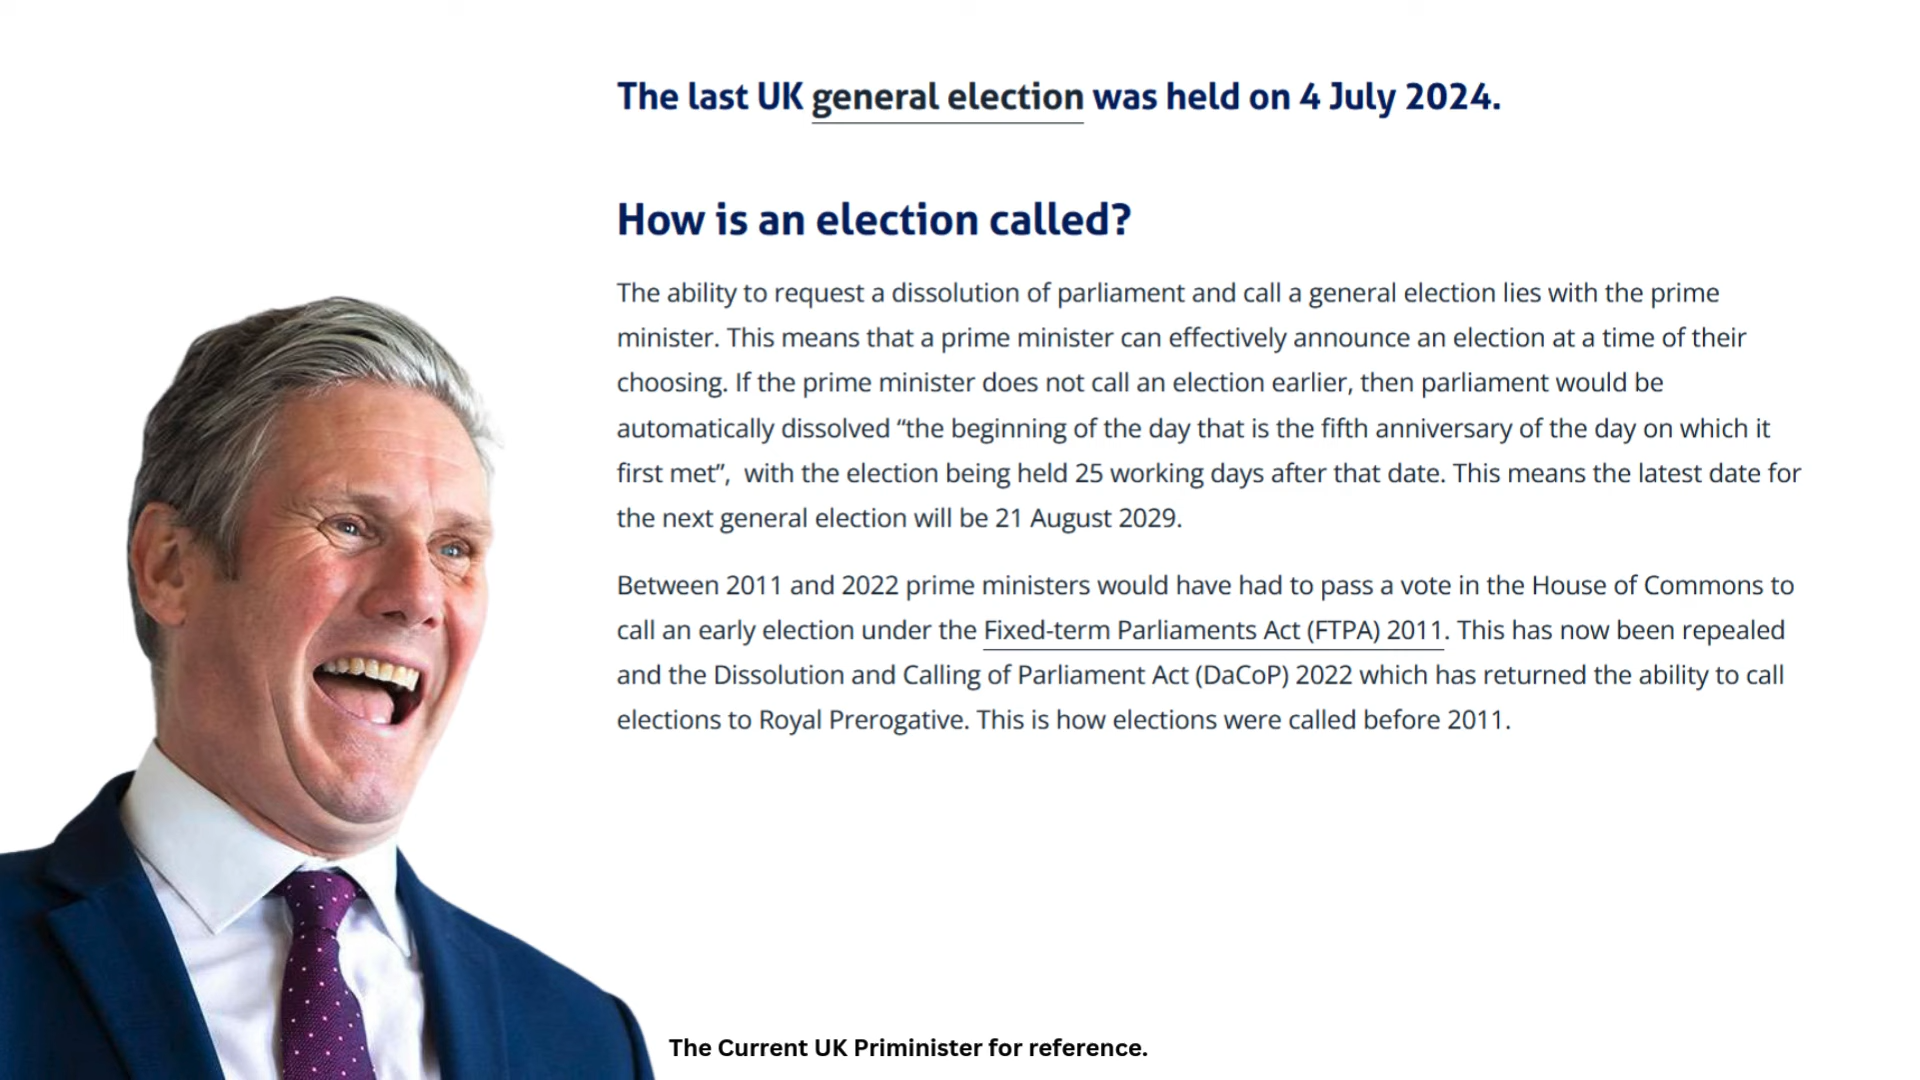 The last UK general election was held on 4 July 2024.
How is an election called?
The ability to request a dissolution of parliament and call a general election lies with the prime
minister. This means that a prime minister can effectively announce an election at a time of their
choosing. If the prime minister does not call an election earlier, then parliament would be
automatically dissolved “the beginning of the day that is the fifth anniversary of the day on which it
first met”,  with the election being held 25 working days after that date. This means the latest date for
the next general election will be 21 August 2029.
Between 2011 and 2022 prime ministers would have had to pass a vote in the House of Commons to
call an early election under the Fixed-term Parliaments Act (FTPA) 2011. This has now been repealed
and the Dissolution and Calling of Parliament Act (DaCoP) 2022 which has returned the ability to call
elections to Royal Prerogative. This is how elections were called before 2011.
The Current UK Priminister for reference.